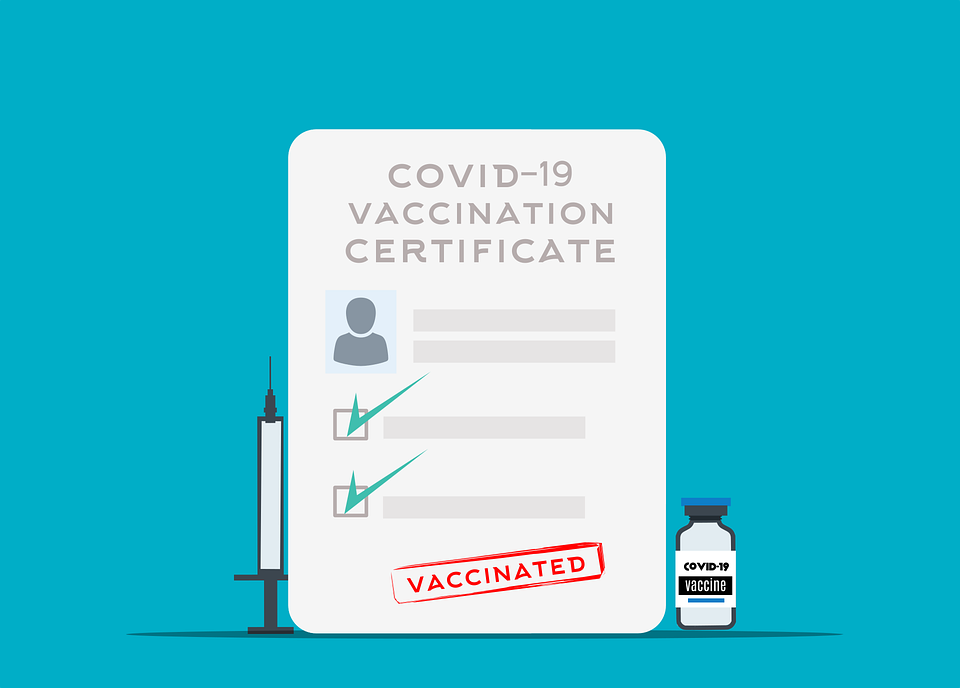 COVID-19
VACCINATION
CERTIFICATE
VACCINATED
COVID-19
vaccine